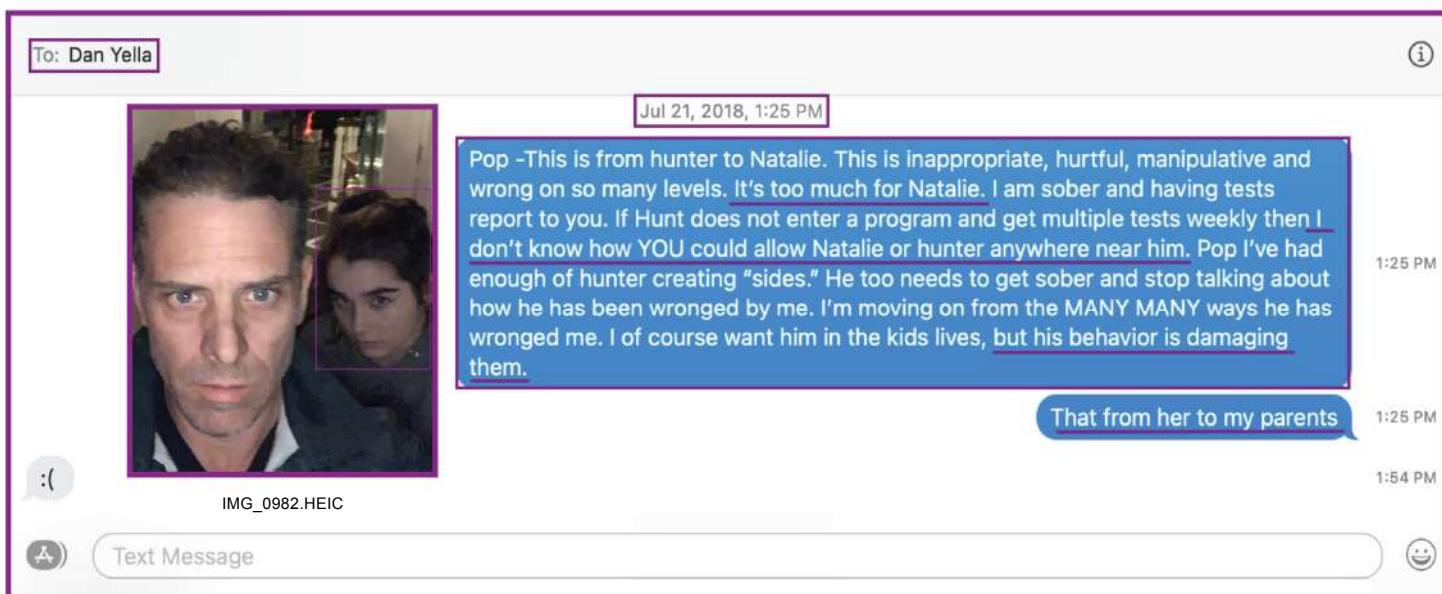 To: Dan Yella
Jul 21, 2018, 1:25 PM
Pop -This is from hunter to Natalie. This is inappropriate, hurtful, manipulative and
wrong on so many levels. It's too much for Natalie. I am sober and having tests
report to you. If Hunt does not enter a program and get multiple tests weekly then I
don't know how YOU could allow Natalie or hunter anywhere near him. Pop I've had
enough of hunter creating “sides.” He too needs to get sober and stop talking about
how he has been wronged by me. I'm moving on from the MANY MANY ways he has
wronged me. I of course want him in the kids lives, but his behavior is damaging
them.
1:25 PM
That from her to my parents
1:25 PM
:(
1:54 PM
IMG_0982.HEIC
Text Message